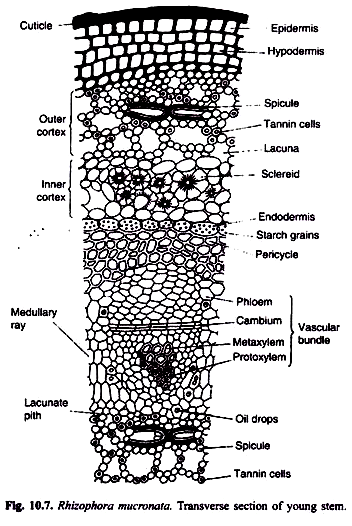 Cuticle
Epidermis
Hypodermis
Spicule
Outer
cortex
Tannin cells
Lacuna
Sclereid
Inner
cortex
Endodermis
Starch grains
Pericycle
Phloem
Medullary
ray
Cambium
Vascular
bundle
Metaxylem
Protoxylem
Lacunate
pith
Oil drops
Spicule
Tannin cells
Fig. 10.7. Rhizophora mucronata. Transverse section of young stem.